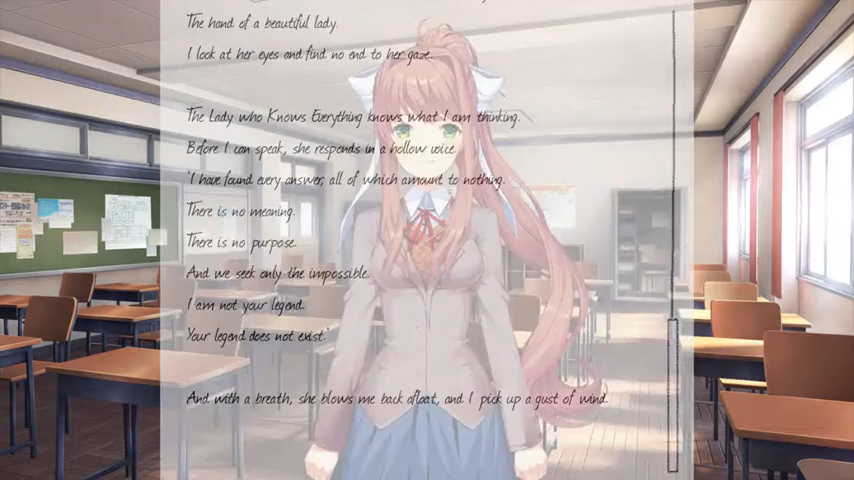 The hand of a beautiful lady.
I look at her eyes and find no end to her gaze.
The Lady who Knows Everything knows what I am thinking.
Before I can speak, she responds in a hollow voice.
'I have found every answer, all of which amount to nothing.
There is no meaning.
There is no purpose.
And we seek only the impossible.
I am not your legend.
Your legend does not exist.'
And with a breath, she blows me back afloat, and I pick up a gust of wind.